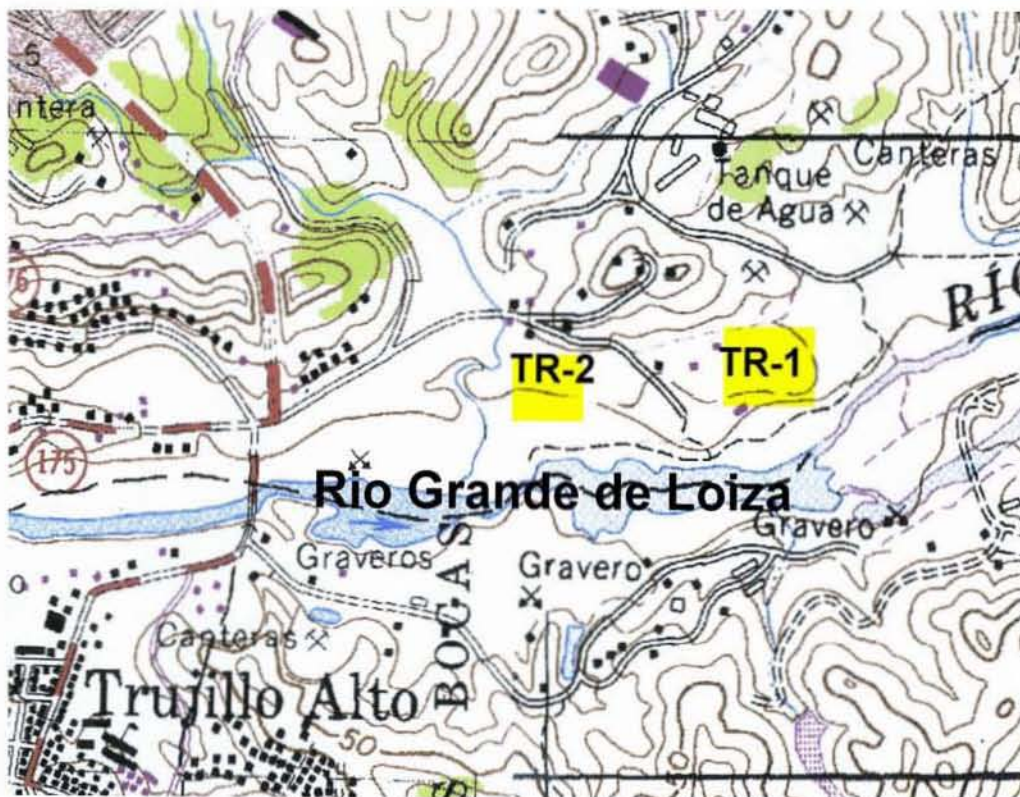 ntera
Canteras
Tanque
de Agua
RÍO
TR-2
TR-1
175
Rio Grande de Loiza
Gravero
Graveros
Gravero
BOGAS
Canteras
Trujillo Alto
50